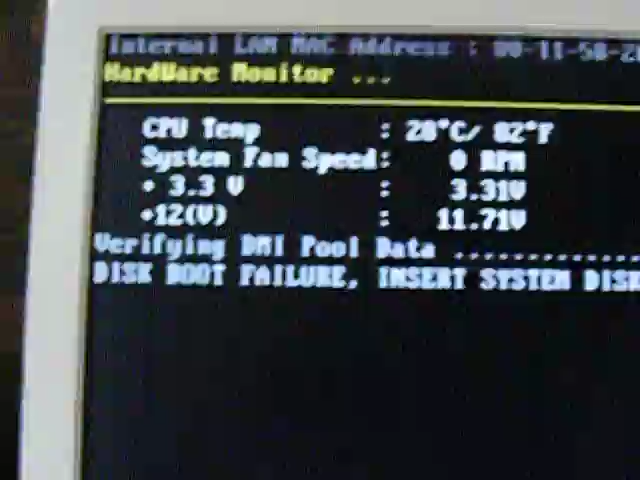 Internal LAN MAC Address : 00-11-5B-2
HardWare Monitor ...
CPU Temp : 28°C/ 82°F
System Fan Speed: 0 RPM
+ 3.3 V : 3.31V
+12(V) : 11.71V
Verifying DMI Pool Data .............
DISK BOOT FAILURE, INSERT SYSTEM DISK